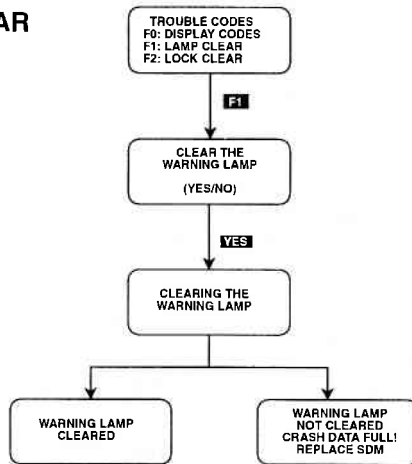 AR
TROUBLE CODES
F0: DISPLAY CODES
F1: LAMP CLEAR
F2: LOCK CLEAR
F1
CLEAR THE
WARNING LAMP
(YES/NO)
YES
CLEARING THE
WARNING LAMP
WARNING LAMP
CLEARED
WARNING LAMP
NOT CLEARED
CRASH DATA FULL!
REPLACE SDM